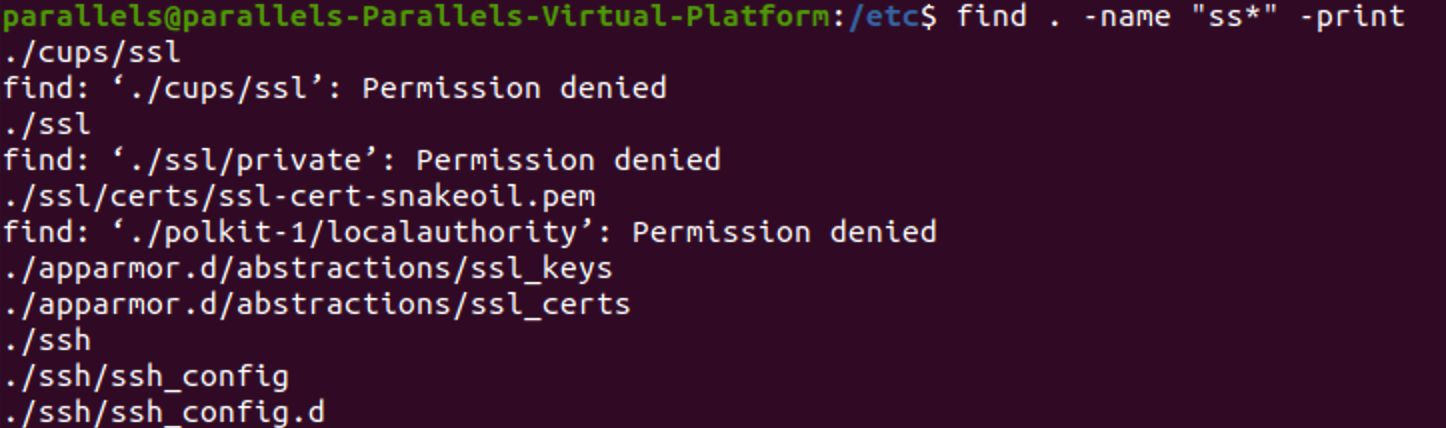 parallels@parallels-Parallels-Virtual-Platform:/etc$ find . -name "ss*" -print
./cups/ssl
find: ‘./cups/ssl’: Permission denied
./ssl
find: ‘./ssl/private’: Permission denied
./ssl/certs/ssl-cert-snakeoil.pem
find: ‘./polkit-1/localauthority’: Permission denied
./apparmor.d/abstractions/ssl_keys
./apparmor.d/abstractions/ssl_certs
./ssh
./ssh/ssh_config
./ssh/ssh_config.d